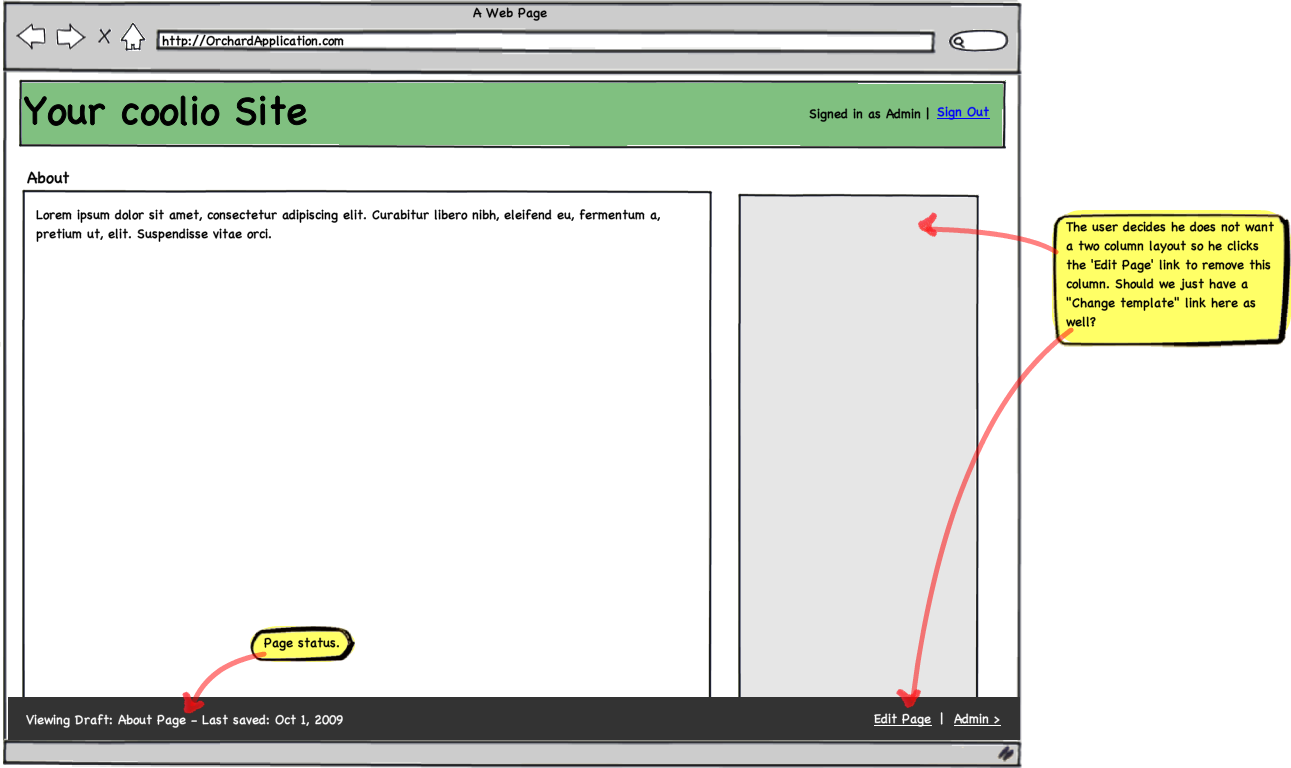 A Web Page
http://OrchardApplication.com
Your coolio Site
Signed in as Admin | Sign Out
About
Lorem ipsum dolor sit amet, consectetur adipiscing elit. Curabitur libero nibh, eleifend eu, fermentum a,
pretium ut, elit. Suspendisse vitae orci.
The user decides he does not want
a two column layout so he clicks
the 'Edit Page' link to remove this
column. Should we just have a
"Change template" link here as
well?
Page status.
Viewing Draft: About Page - Last saved: Oct 1, 2009
Edit Page | Admin >